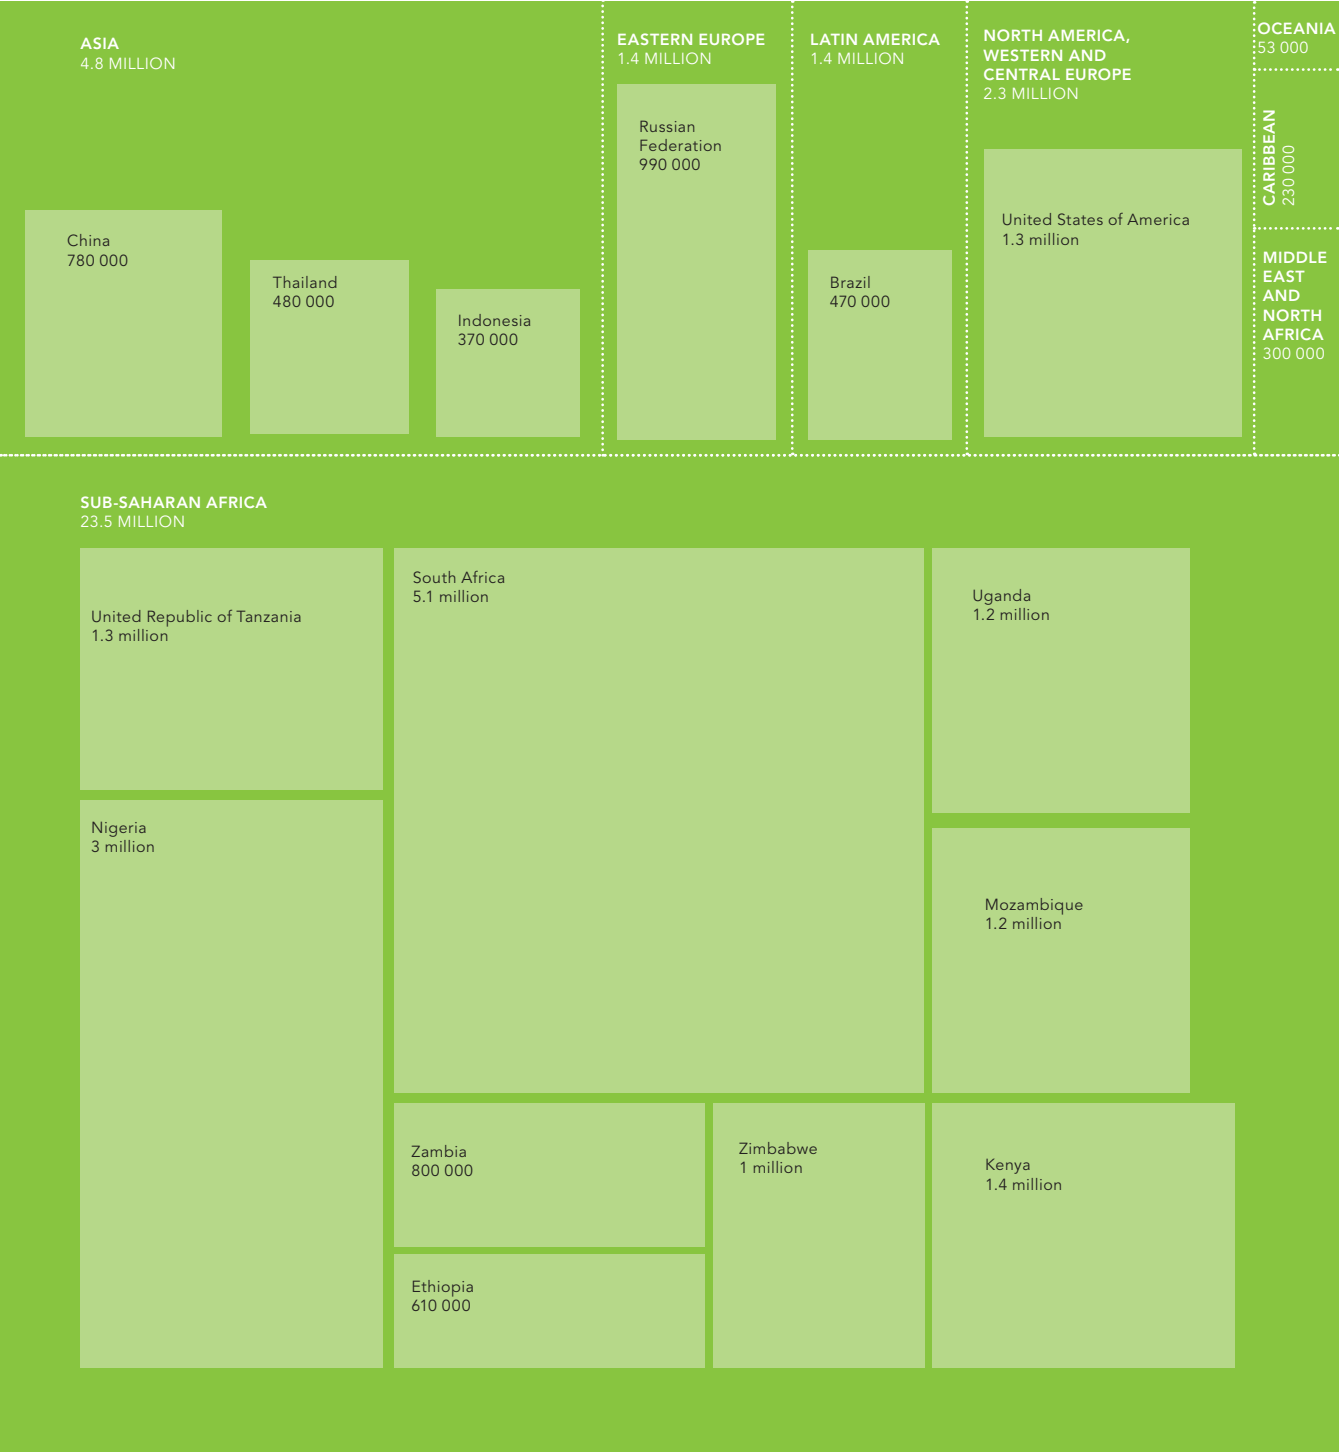 ASIA
4.8 MILLION
EASTERN EUROPE
1.4 MILLION
LATIN AMERICA
1.4 MILLION
NORTH AMERICA,
WESTERN AND
CENTRAL EUROPE
2.3 MILLION
OCEANIA
53 000
CARIBBEAN
230 000
MIDDLE
EAST
AND
NORTH
AFRICA
300 000
China
780 000
Thailand
480 000
Indonesia
370 000
Russian
Federation
990 000
Brazil
470 000
United States of America
1.3 million
SUB-SAHARAN AFRICA
23.5 MILLION
United Republic of Tanzania
1.3 million
South Africa
5.1 million
Uganda
1.2 million
Nigeria
3 million
Mozambique
1.2 million
Zambia
800 000
Zimbabwe
1 million
Kenya
1.4 million
Ethiopia
610 000